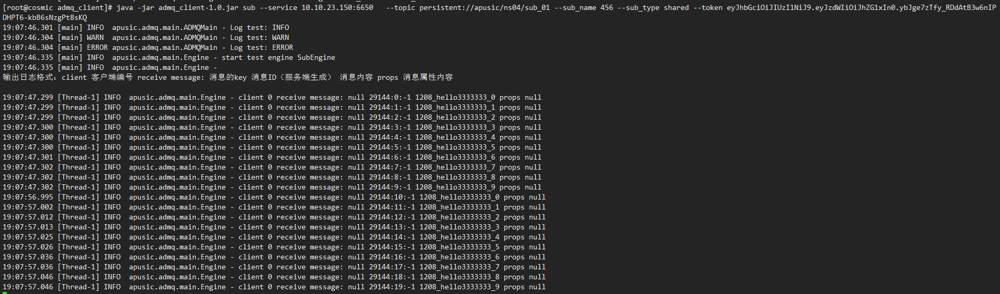 [root@cosmic admq_client]# java -jar admq_client-1.0.jar sub --service 10.10.23.150:6650   --topic persistent://apusic/ns04/sub_01 --sub_name 456 --sub_type shared --token eyJhbGciOiJIUzI1NiJ9.eyJzdWIiOiJhZG1xIn0.ybJge7zTfy_RDdAtB3w6nIP
DHPT6-kbB6sNzgPt8sKQ
19:07:46.301 [main] INFO  apusic.admq.main.ADMQMain - Log test: INFO
19:07:46.304 [main] WARN  apusic.admq.main.ADMQMain - Log test: WARN
19:07:46.304 [main] ERROR apusic.admq.main.ADMQMain - Log test: ERROR
19:07:46.335 [main] INFO  apusic.admq.main.Engine - start test engine SubEngine
19:07:46.335 [main] INFO  apusic.admq.main.Engine -
输出日志格式：client 客户端编号 receive message: 消息的key 消息ID（服务端生成） 消息内容 props 消息属性内容
19:07:47.299 [Thread-1] INFO  apusic.admq.main.Engine - client 0 receive message: null 29144:0:-1 1208_hello3333333_0 props null
19:07:47.299 [Thread-1] INFO  apusic.admq.main.Engine - client 0 receive message: null 29144:1:-1 1208_hello3333333_1 props null
19:07:47.299 [Thread-1] INFO  apusic.admq.main.Engine - client 0 receive message: null 29144:2:-1 1208_hello3333333_2 props null
19:07:47.300 [Thread-1] INFO  apusic.admq.main.Engine - client 0 receive message: null 29144:3:-1 1208_hello3333333_3 props null
19:07:47.300 [Thread-1] INFO  apusic.admq.main.Engine - client 0 receive message: null 29144:4:-1 1208_hello3333333_4 props null
19:07:47.300 [Thread-1] INFO  apusic.admq.main.Engine - client 0 receive message: null 29144:5:-1 1208_hello3333333_5 props null
19:07:47.301 [Thread-1] INFO  apusic.admq.main.Engine - client 0 receive message: null 29144:6:-1 1208_hello3333333_6 props null
19:07:47.302 [Thread-1] INFO  apusic.admq.main.Engine - client 0 receive message: null 29144:7:-1 1208_hello3333333_7 props null
19:07:47.302 [Thread-1] INFO  apusic.admq.main.Engine - client 0 receive message: null 29144:8:-1 1208_hello3333333_8 props null
19:07:47.302 [Thread-1] INFO  apusic.admq.main.Engine - client 0 receive message: null 29144:9:-1 1208_hello3333333_9 props null
19:07:56.995 [Thread-1] INFO  apusic.admq.main.Engine - client 0 receive message: null 29144:10:-1 1208_hello3333333_0 props null
19:07:57.002 [Thread-1] INFO  apusic.admq.main.Engine - client 0 receive message: null 29144:11:-1 1208_hello3333333_1 props null
19:07:57.012 [Thread-1] INFO  apusic.admq.main.Engine - client 0 receive message: null 29144:12:-1 1208_hello3333333_2 props null
19:07:57.013 [Thread-1] INFO  apusic.admq.main.Engine - client 0 receive message: null 29144:13:-1 1208_hello3333333_3 props null
19:07:57.025 [Thread-1] INFO  apusic.admq.main.Engine - client 0 receive message: null 29144:14:-1 1208_hello3333333_4 props null
19:07:57.026 [Thread-1] INFO  apusic.admq.main.Engine - client 0 receive message: null 29144:15:-1 1208_hello3333333_5 props null
19:07:57.036 [Thread-1] INFO  apusic.admq.main.Engine - client 0 receive message: null 29144:16:-1 1208_hello3333333_6 props null
19:07:57.036 [Thread-1] INFO  apusic.admq.main.Engine - client 0 receive message: null 29144:17:-1 1208_hello3333333_7 props null
19:07:57.046 [Thread-1] INFO  apusic.admq.main.Engine - client 0 receive message: null 29144:18:-1 1208_hello3333333_8 props null
19:07:57.046 [Thread-1] INFO  apusic.admq.main.Engine - client 0 receive message: null 29144:19:-1 1208_hello3333333_9 props null